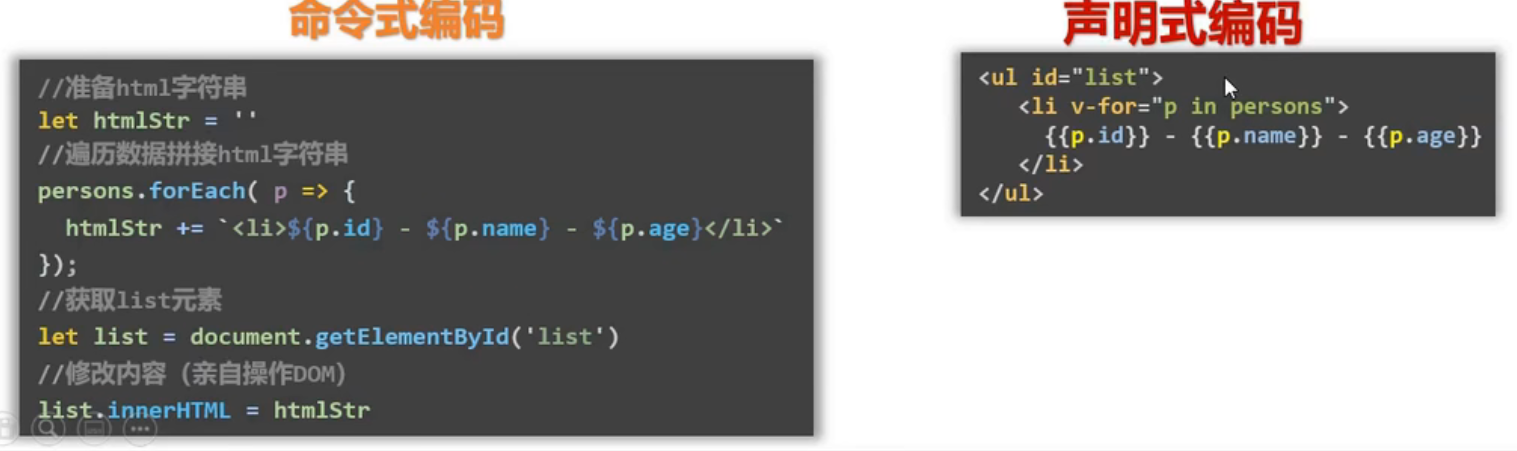 命令式编码
//准备html字符串
let htmlStr = ''
//遍历数据拼接html字符串
persons.forEach( p => {
  htmlStr += `<li>${p.id} - ${p.name} - ${p.age}</li>`
});
//获取list元素
let list = document.getElementById('list')
//修改内容（亲自操作DOM）
list.innerHTML = htmlStr
声明式编码
<ul id="list">
   <li v-for="p in persons">
     {{p.id}} - {{p.name}} - {{p.age}}
   </li>
</ul>